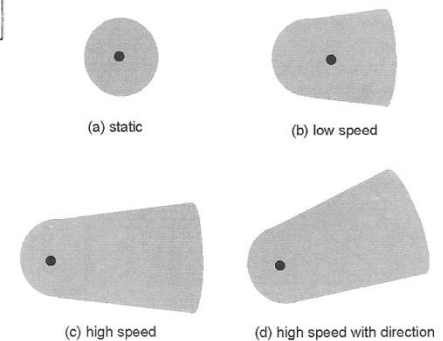 (a) static
(b) low speed
(c) high speed
(d) high speed with direction